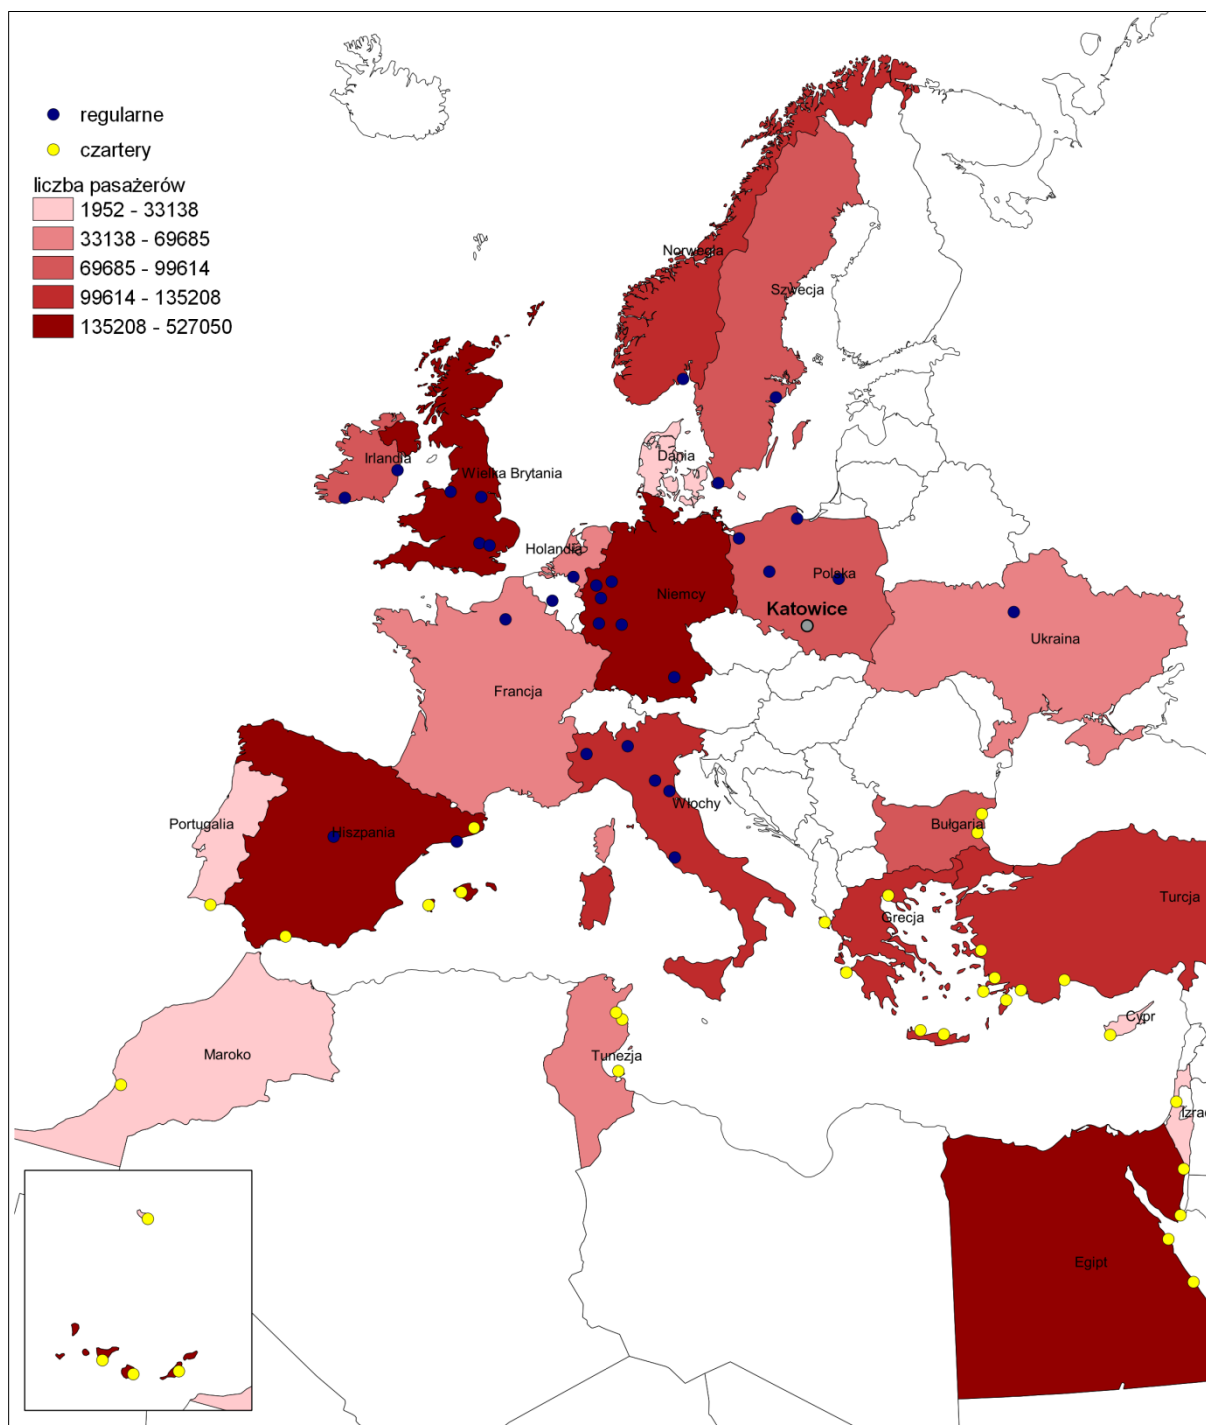 regularne
czartery
liczba pasażerów
1952 - 33138
33138 - 69685
69685 - 99614
99614 - 135208
135208 - 527050
Norwegia
Szwecja
Irlandia
Dania
Wielka Brytania
Holandia
Polska
Niemcy
Katowice
Ukraina
Francja
Włochy
Portugalia
Hiszpania
Bułgaria
Turcja
Grecja
Cypr
Maroko
Tunezja
Izra
Egipt